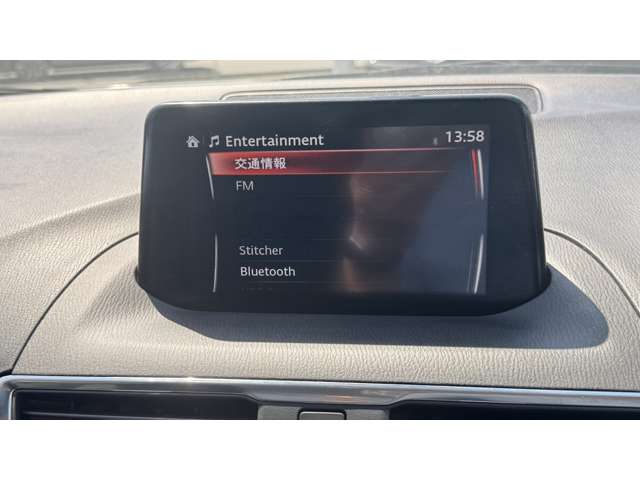 Entertainment 13:58
交通情報
FM
Stitcher
Bluetooth